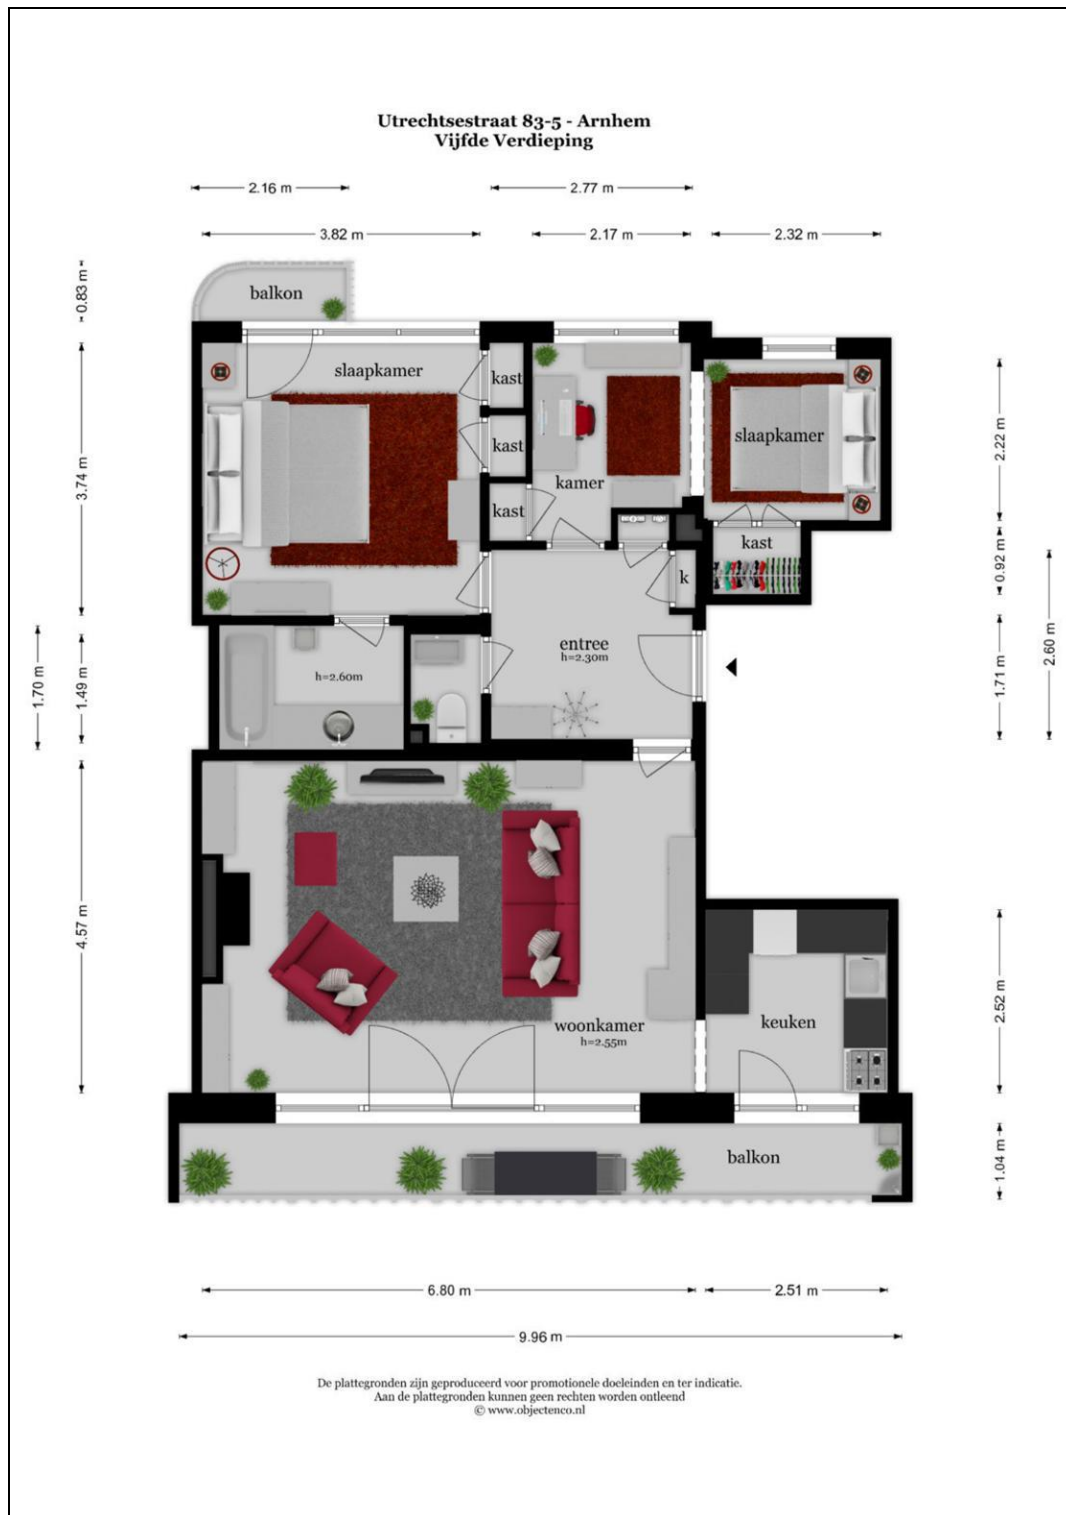 Utrechtsestraat 83-5 - Arnhem
Vijfde Verdieping
2.16 m
2.77 m
3.82 m
2.17 m
2.32 m
0.83 m
balkon
slaapkamer
kast
kast
kast
kamer
slaapkamer
kast
k
3.74 m
2.22 m
0.92 m
2.60 m
1.71 m
1.70 m
1.49 m
entree
h=2.30m
h=2.60m
4.57 m
woonkamer
h=2.55m
keuken
2.52 m
balkon
1.04 m
6.80 m
2.51 m
9.96 m
De plattegronden zijn geproduceerd voor promotionele doeleinden en ter indicatie.
Aan de plattegronden kunnen geen rechten worden ontleend
© www.objectenco.nl